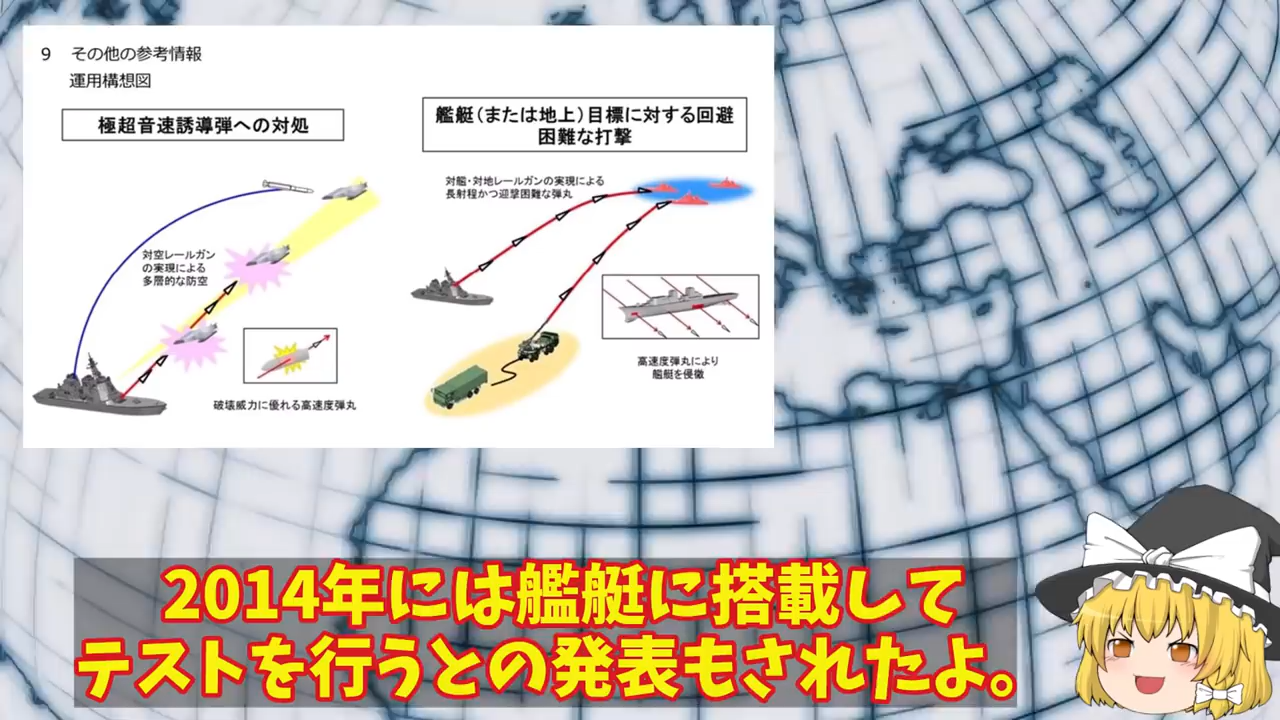 9 その他の参考情報
運用構想図
極超音速誘導弾への対処
対空レールガン
の実現による
多層的な防空
破壊威力に優れる高速度弾丸
艦艇(または地上)目標に対する回避
困難な打撃
対艦・対地レールガンの実現による
長射程かつ迎撃困難な弾丸
高速度弾丸により
艦艇を侵徹
2014年には艦艇に搭載して
テストを行うとの発表もされたよ。